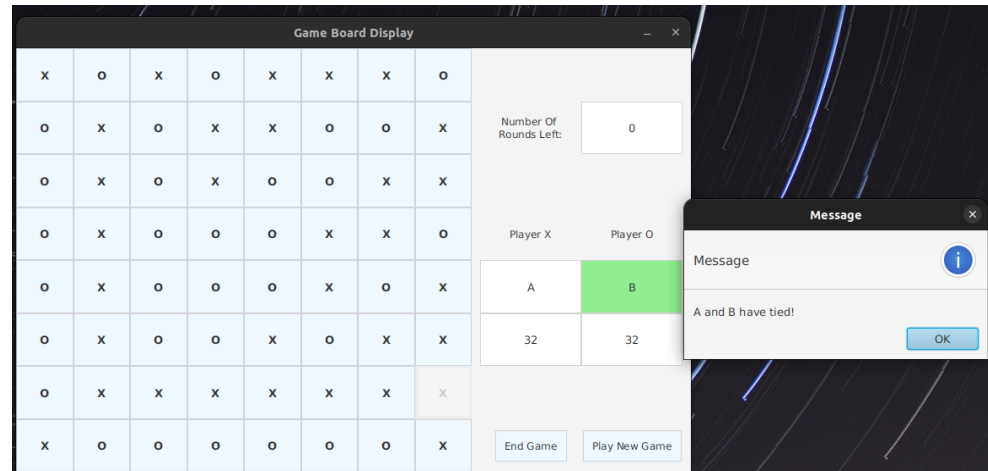 Game Board Display
X O X O X X X O
O X O X X O O X
Number Of
Rounds Left:
0
O X O X O O X X
O X O O O X X O
Player X
Player O
O X O O O X O X
A
B
O X O O X O X X
32
32
O X X X X X X X
X O O O O O O X
End Game
Play New Game
Message
Message
A and B have tied!
OK